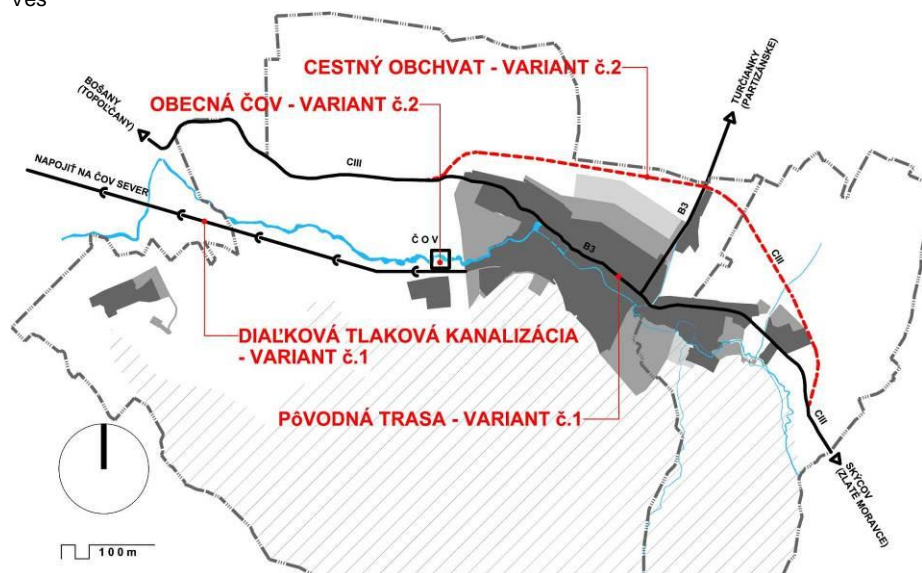 ves
CESTNÝ OBCHVAT - VARIANT č.2
TURČIANKY
(PARTIZÁNSKE)
BOŠANY
(TOPOĽČANY)
OBECNÁ ČOV - VARIANT č.2
CIII
NAPOJIŤ NA ČOV SEVER
B3
ČOV
B3
CIII
DIAĽKOVÁ TLAKOVÁ KANALIZÁCIA
- VARIANT č.1
PôVODNÁ TRASA - VARIANT č.1
CIII
SKÝCOV
(ZLATÉ MORAVCE)
100m